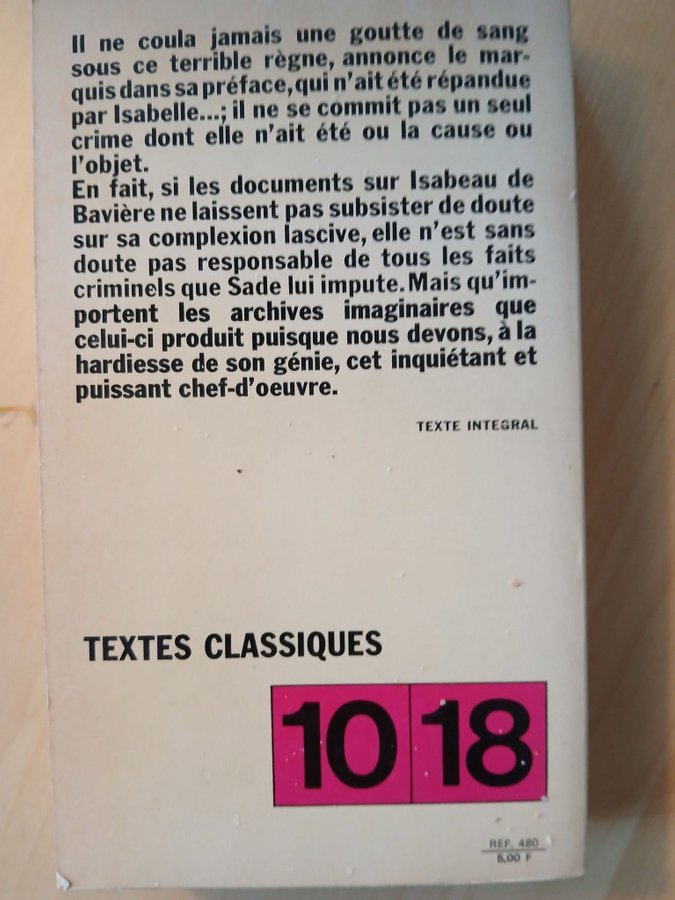 Il ne coula jamais une goutte de sang
sous ce terrible règne, annonce le mar-
quis dans sa préface, qui n'ait été répandue
par Isabelle...; il ne se commit pas un seul
crime dont elle n'ait été ou la cause ou
l'objet.
En fait, si les documents sur Isabeau de
Bavière ne laissent pas subsister de doute
sur sa complexion lascive, elle n'est sans
doute pas responsable de tous les faits
criminels que Sade lui impute. Mais qu'im-
portent les archives imaginaires que
celui-ci produit puisque nous devons, à la
hardiesse de son génie, cet inquiétant et
puissant chef-d'oeuvre.
TEXTE INTEGRAL
TEXTES CLASSIQUES
10 18
REF. 480
5,00 F